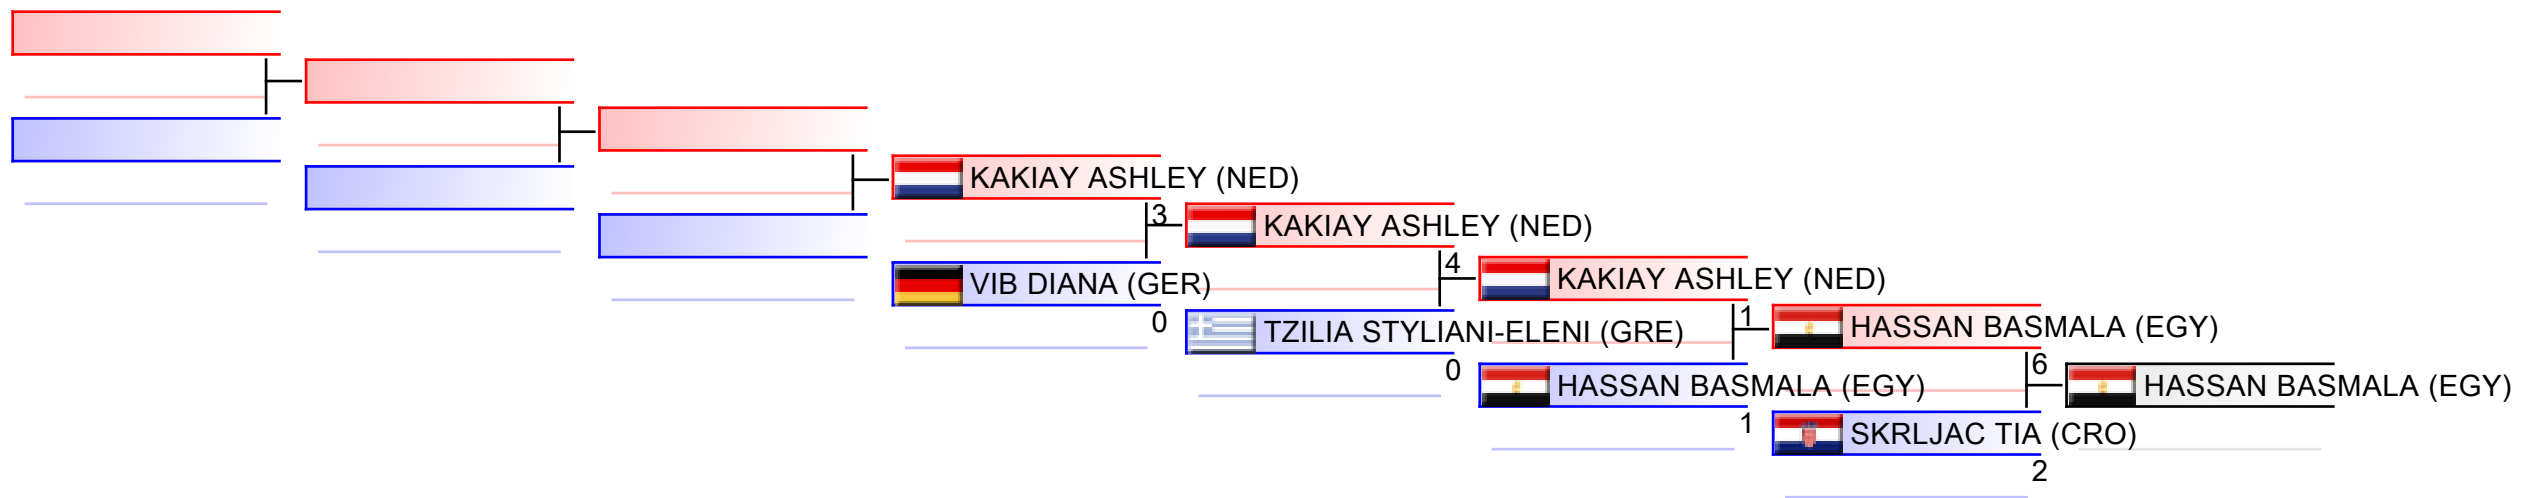 KAKIAY ASHLEY (NED)
3
KAKIAY ASHLEY (NED)
VIB DIANA (GER)
0
4
KAKIAY ASHLEY (NED)
TZILIA STYLIANI-ELENI (GRE)
0
1
HASSAN BASMALA (EGY)
HASSAN BASMALA (EGY)
1
6
HASSAN BASMALA (EGY)
SKRLJAC TIA (CRO)
2